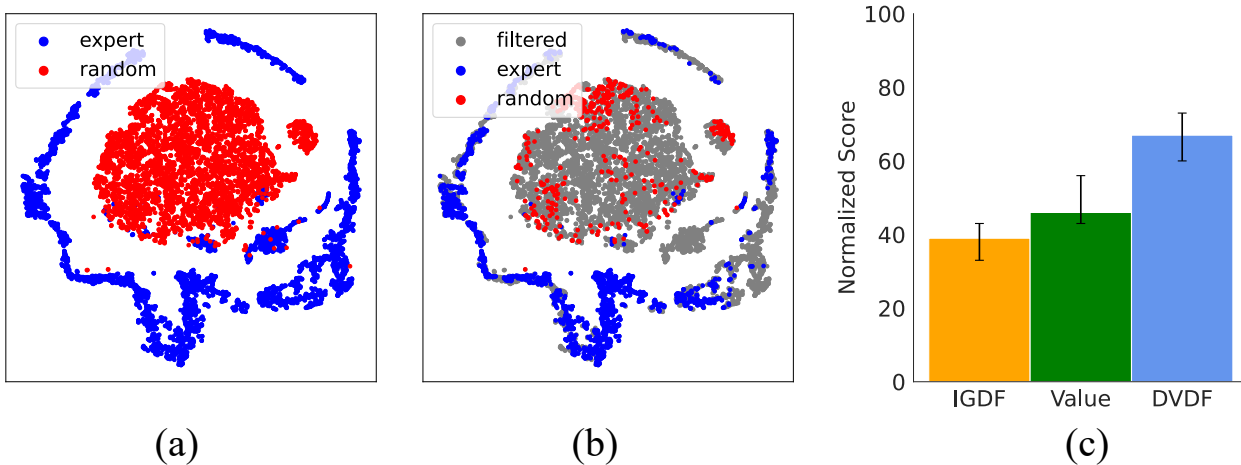 expert
random
(a)
filtered
expert
random
(b)
Normalized Score
100
80
60
40
20
0
IGDF Value DVDF
(c)